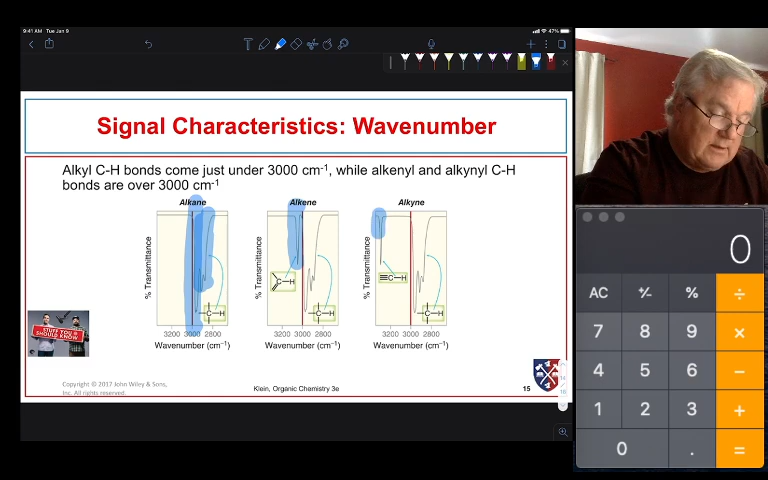 9:41 AM Tue Jan 9
47%
Signal Characteristics: Wavenumber
Alkyl C-H bonds come just under 3000 cm-1, while alkenyl and alkynyl C-H
bonds are over 3000 cm-1
Alkane
Alkene
Alkyne
% Transmittance
% Transmittance
% Transmittance
C—H
C—H
C—H
≡C—H
C—H
3200 3000 2800
3200 3000 2800
3200 3000 2800
Wavenumber (cm−1)
Wavenumber (cm−1)
Wavenumber (cm−1)
STUFF YOU
SHOULD KNOW
Copyright © 2017 John Wiley & Sons,
Inc. All rights reserved.
Klein, Organic Chemistry 3e
15
0
AC +/- % ÷
7 8 9 ×
4 5 6 −
1 2 3 +
0 . =